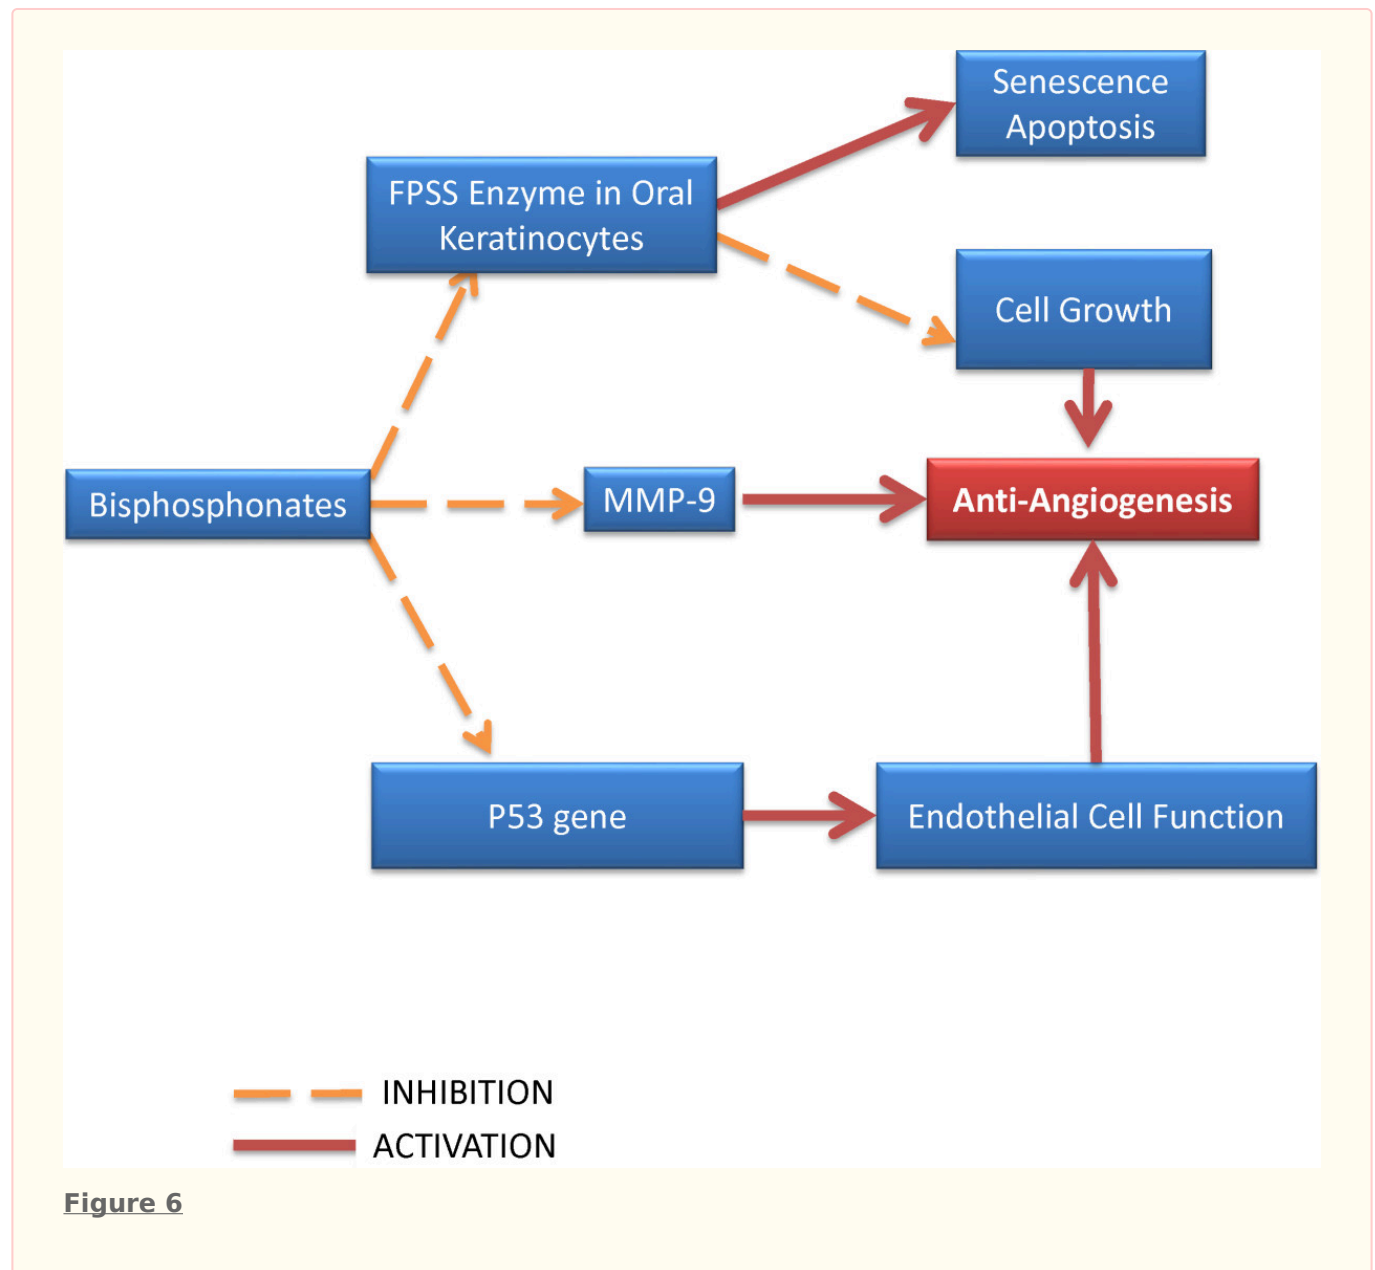 Senescence
Apoptosis
FPSS Enzyme in Oral
Keratinocytes
Cell Growth
Bisphosphonates
MMP-9
Anti-Angiogenesis
P53 gene
Endothelial Cell Function
INHIBITION
ACTIVATION
Figure 6